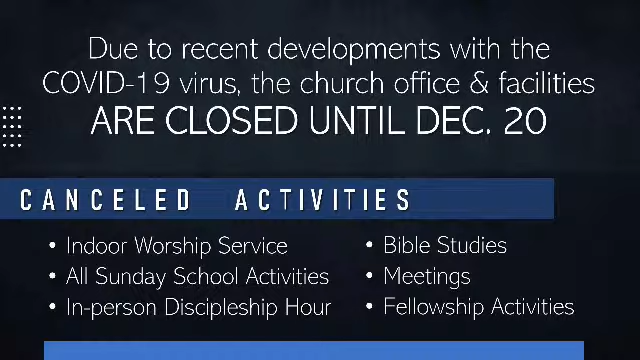 Due to recent developments with the
COVID-19 virus, the church office & facilities
ARE CLOSED UNTIL DEC. 20
CANCELED ACTIVITIES
• Indoor Worship Service
• All Sunday School Activities
• In-person Discipleship Hour
• Bible Studies
• Meetings
• Fellowship Activities